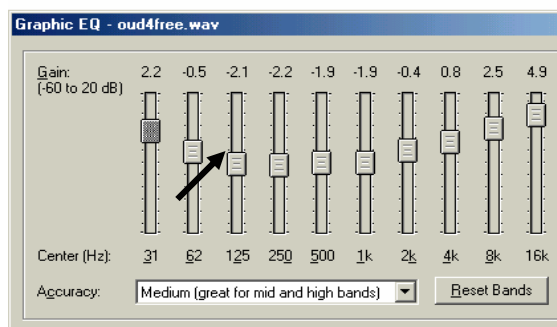 Graphic EQ - oud4free.wav
Gain: 2.2 -0.5 -2.1 -2.2 -1.9 -1.9 -0.4 0.8 2.5 4.9
(-60 to 20 dB)
Center (Hz): 31 62 125 250 500 1k 2k 4k 8k 16k
Accuracy: Medium (great for mid and high bands) Reset Bands